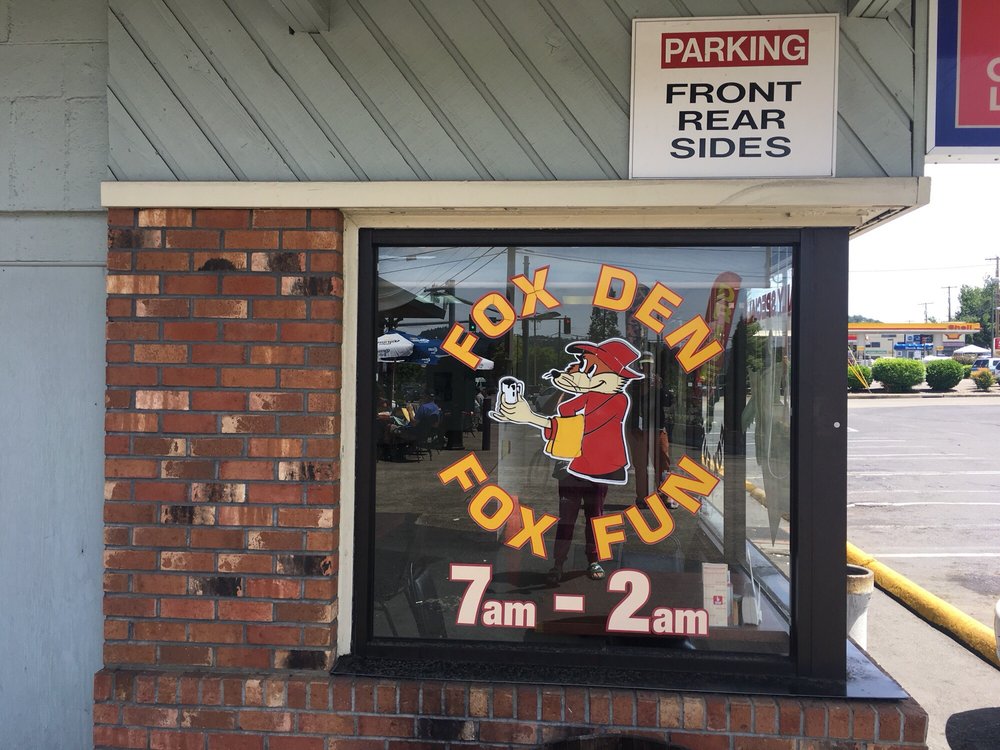 PARKING
FRONT
REAR
SIDES
FOX DEN
FOX FUN
7am - 2am
Shell